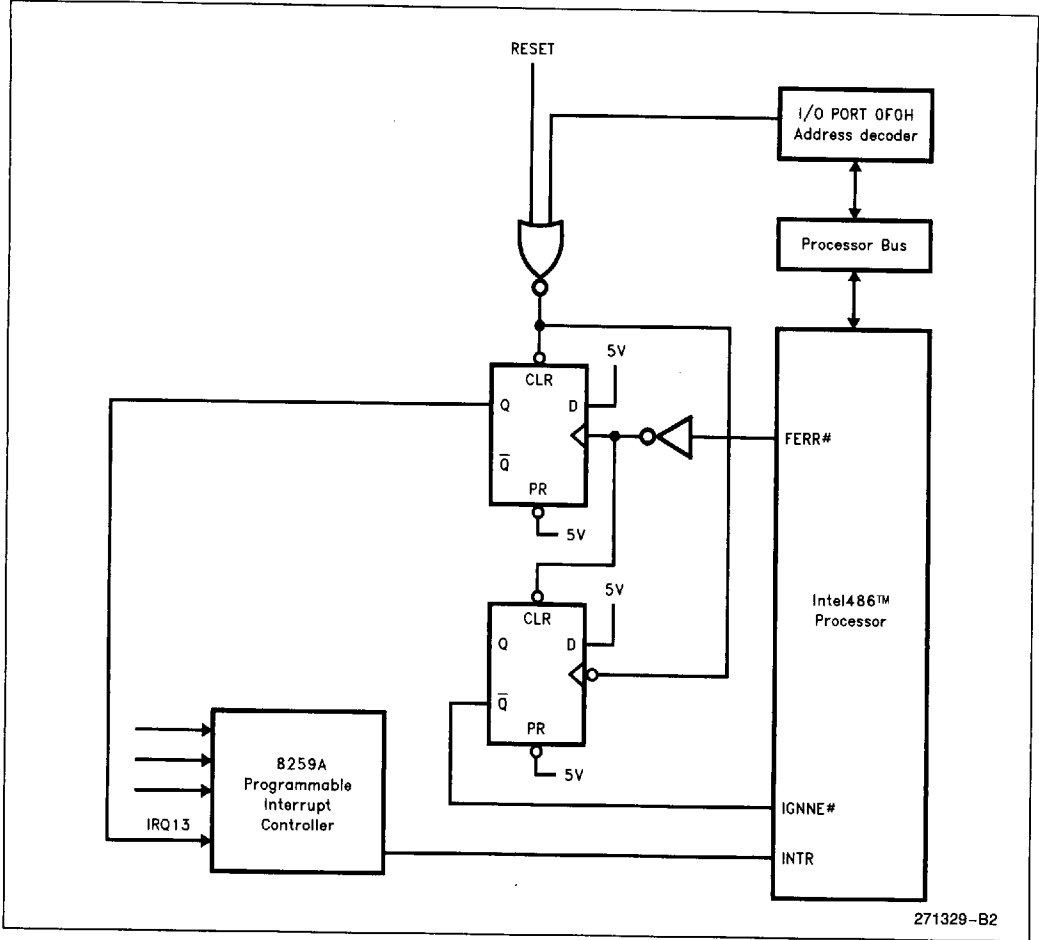 RESET
I/O PORT 0F0H
Address decoder
Processor Bus
5V
CLR
Q
D
Q
PR
5V
FERR#
5V
CLR
Q
D
Q
PR
5V
Intel486™
Processor
8259A
Programmable
Interrupt
Controller
IRQ13
IGNNE#
INTR
271329-B2